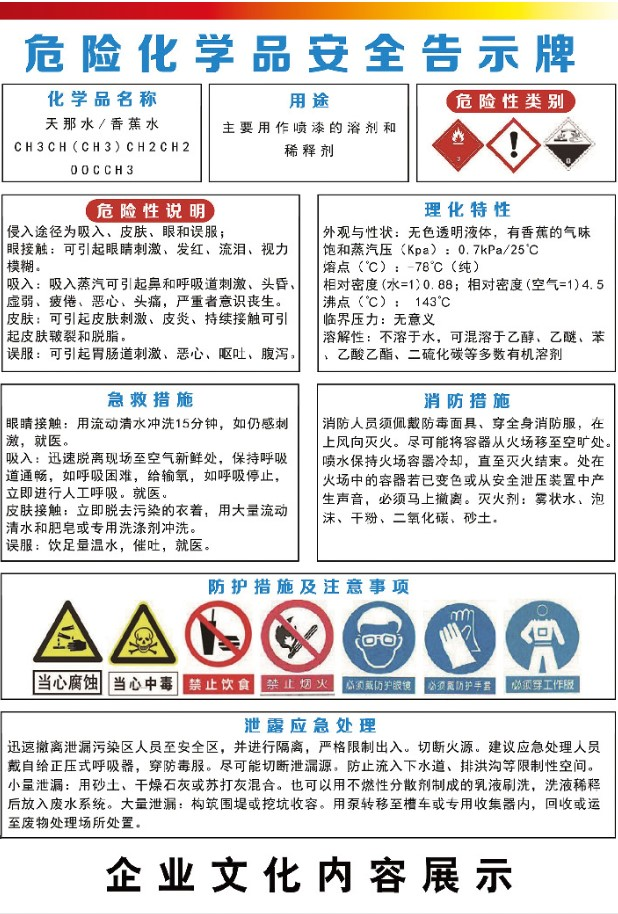 危险化学品安全告示牌
化学品名称
天那水/香蕉水
CH3CH(CH3)CH2CH2
OOCCH3
用途
主要用作喷漆的溶剂和
稀释剂
危险性类别
3
8
危险性说明
侵入途径为吸入、皮肤、眼和误服；
眼接触：可引起眼睛刺激、发红、流泪、视力
模糊。
吸入：吸入蒸汽可引起鼻和呼吸道刺激、头昏、
虚弱、疲倦、恶心、头痛，严重者意识丧生。
皮肤：可引起皮肤刺激、皮炎、持续接触可引
起皮肤皲裂和脱脂。
误服：可引起胃肠道刺激、恶心、呕吐、腹泻。
理化特性
外观与性状：无色透明液体，有香蕉的气味
饱和蒸汽压（Kpa）：0.7kPa/25℃
熔点（℃）：-78℃（纯）
相对密度(水=1)0.88；相对密度(空气=1)4.5
沸点（℃）： 143℃
临界压力：无意义
溶解性：不溶于水，可混溶于乙醇、乙醚、苯
、乙酸乙酯、二硫化碳等多数有机溶剂
急救措施
眼睛接触：用流动清水冲洗15分钟，如仍感刺
激，就医。
吸入：迅速脱离现场至空气新鲜处，保持呼吸
道通畅，如呼吸困难，给输氧，如呼吸停止，
立即进行人工呼吸。就医。
皮肤接触：立即脱去污染的衣着，用大量流动
清水和肥皂或专用洗涤剂冲洗。
误服：饮足量温水，催吐，就医。
消防措施
消防人员须佩戴防毒面具、穿全身消防服，在
上风向灭火。尽可能将容器从火场移至空旷处。
喷水保持火场容器冷却，直至灭火结束。处在
火场中的容器若已变色或从安全泄压装置中产
生声音，必须马上撤离。灭火剂：雾状水、泡
沫、干粉、二氧化碳、砂土。
防护措施及注意事项
当心腐蚀
当心中毒
禁止饮食
禁止烟火
必须戴防护眼镜
必须戴防护手套
必须穿工作服
泄露应急处理
迅速撤离泄漏污染区人员至安全区，并进行隔离，严格限制出入。切断火源。建议应急处理人员
戴自给正压式呼吸器，穿防毒服。尽可能切断泄漏源。防止流入下水道、排洪沟等限制性空间。
小量泄漏：用砂土、干燥石灰或苏打灰混合。也可以用不燃性分散剂制成的乳液刷洗，洗液稀释
后放入废水系统。大量泄漏：构筑围堤或挖坑收容。用泵转移至槽车或专用收集器内，回收或运
至废物处理场所处置。
企业文化内容展示